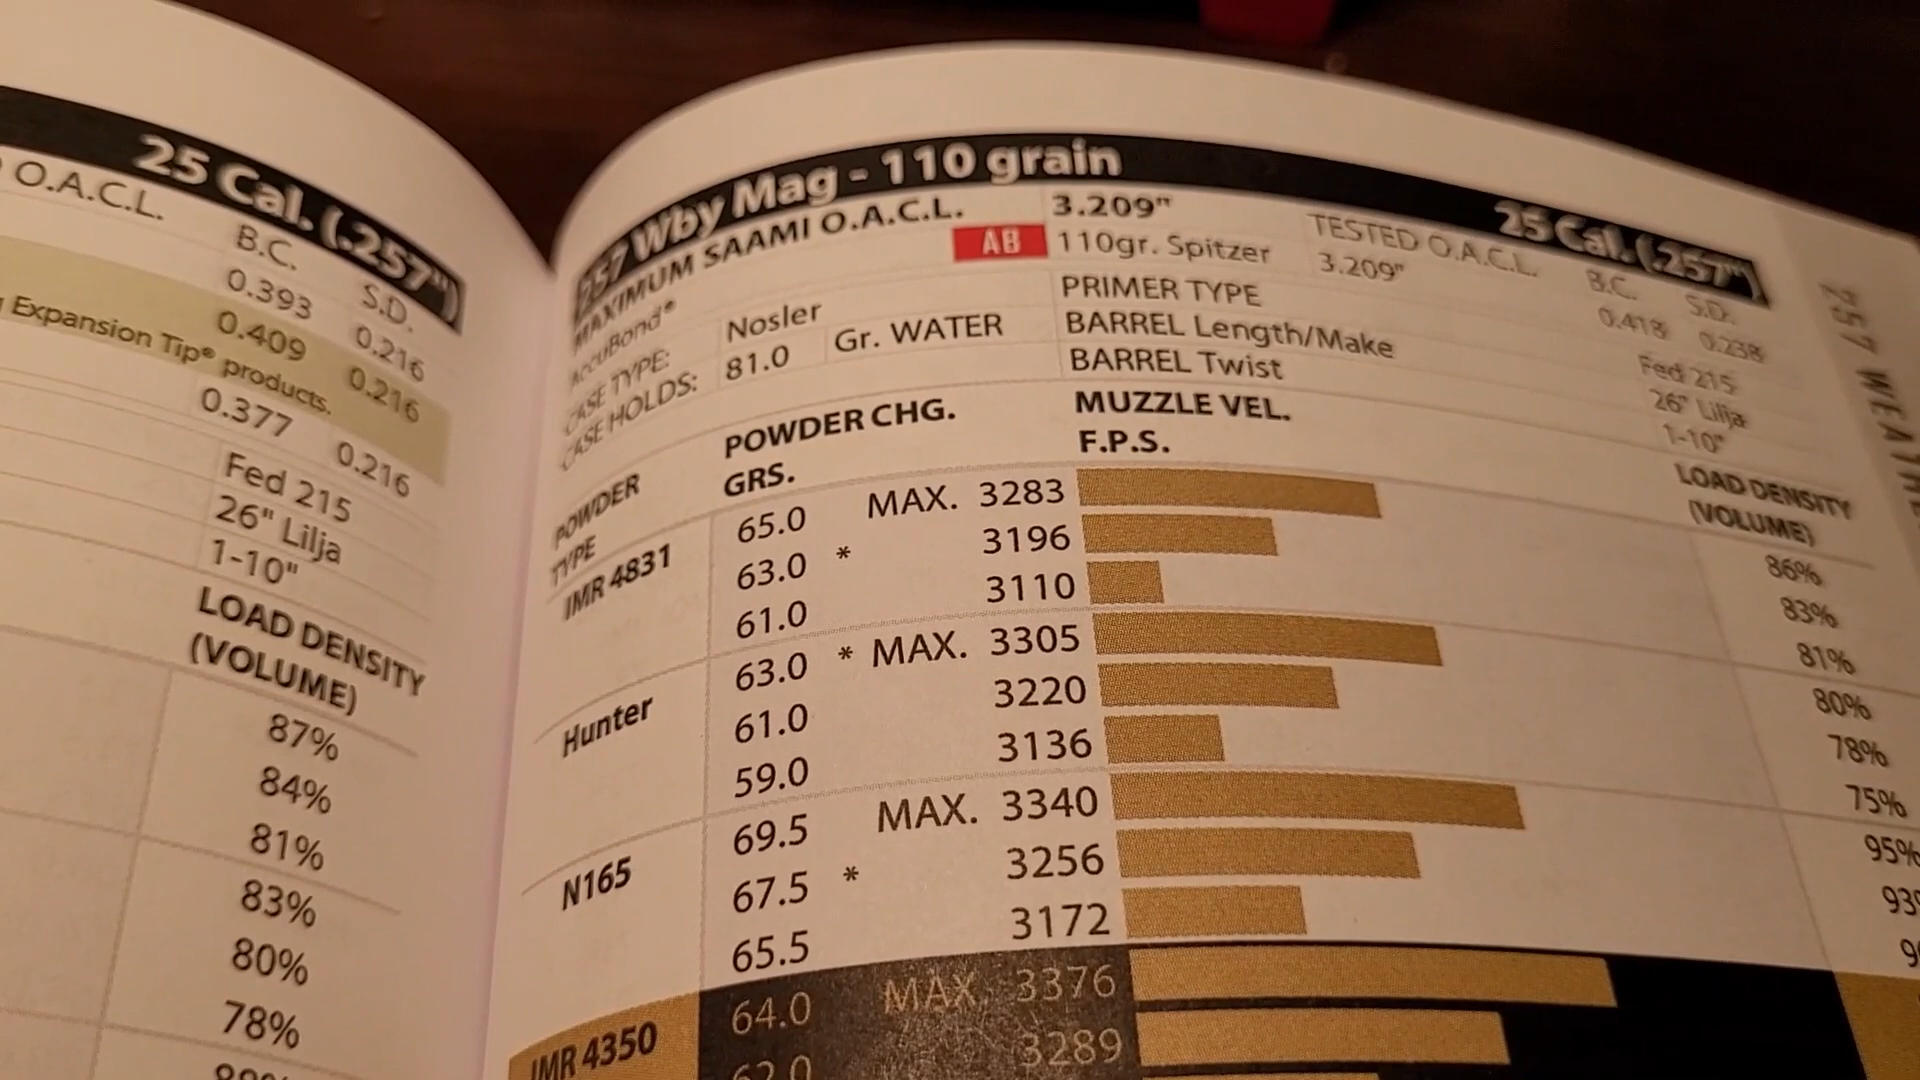 25 Cal. (.257")
O.A.C.L. B.C. S.D.
0.393 0.216
0.409 0.216
Expansion Tip® products.
0.377 0.216
Fed 215
26" Lilja
1-10"
LOAD DENSITY
(VOLUME)
87%
84%
81%
83%
80%
78%
257 Wby Mag - 110 grain 25 Cal. (.257")
MAXIMUM SAAMI O.A.C.L. 3.209" TESTED O.A.C.L. B.C. S.D.
AccuBond® AB 110gr. Spitzer 3.209" 0.418 0.238
CASE TYPE: Nosler PRIMER TYPE Fed 215
CASE HOLDS: 81.0 Gr. WATER BARREL Length/Make 26" Lilja
BARREL Twist 1-10"
POWDER TYPE POWDER CHG. GRS. MUZZLE VEL. F.P.S. LOAD DENSITY (VOLUME)
IMR 4831 65.0 MAX. 3283 86%
63.0 * 3196 83%
61.0 3110 81%
Hunter 63.0 * MAX. 3305 80%
61.0 3220 78%
59.0 3136 75%
N165 69.5 MAX. 3340 95%
67.5 * 3256
65.5 3172
IMR 4350 64.0 MAX. 3376
62.0 3289
257